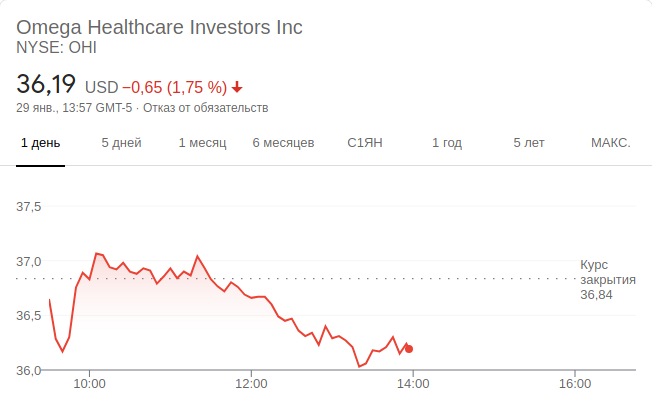 Omega Healthcare Investors Inc
NYSE: OHI
36,19 USD −0,65 (1,75 %)
29 янв., 13:57 GMT-5 · Отказ от обязательств
1 день 5 дней 1 месяц 6 месяцев С1ЯН 1 год 5 лет МАКС.
37,5
37,0
Курс
закрытия
36,84
36,5
36,0
10:00 12:00 14:00 16:00